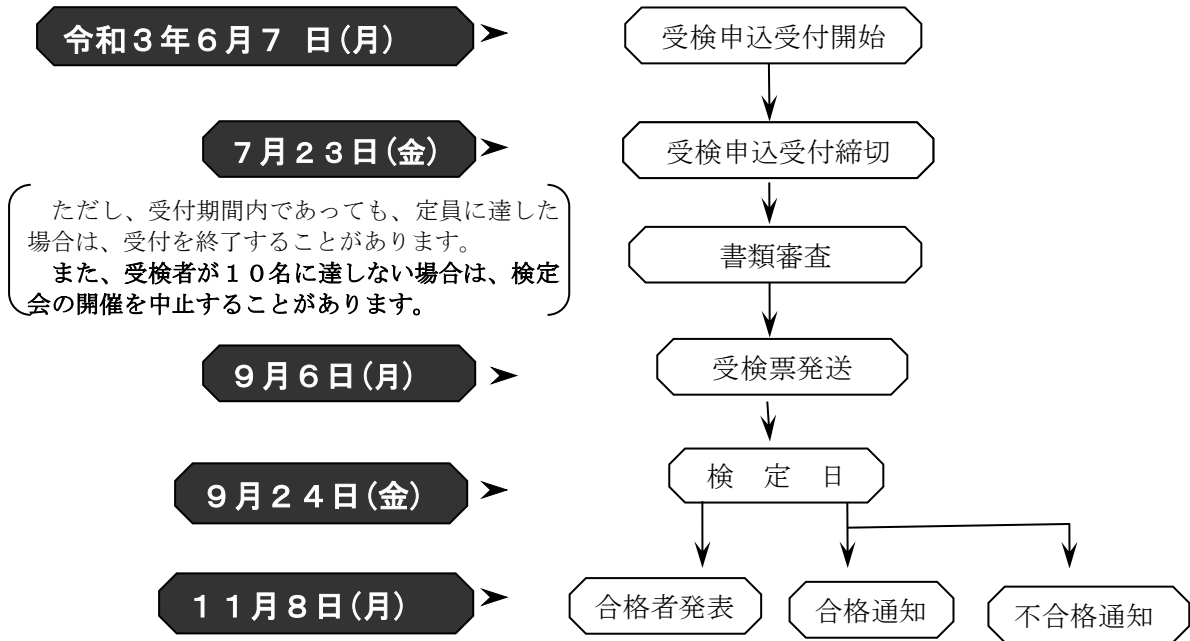 令和３年６月７ 日(月)
受検申込受付開始
７月２３日(金)
受検申込受付締切
ただし、受付期間内であっても、定員に達した
場合は、受付を終了することがあります。
また、受検者が１０名に達しない場合は、検定
会の開催を中止することがあります。
書類審査
９月６日(月)
受検票発送
９月２４日(金)
検　定　日
１１月８日(月)
合格者発表
合格通知
不合格通知